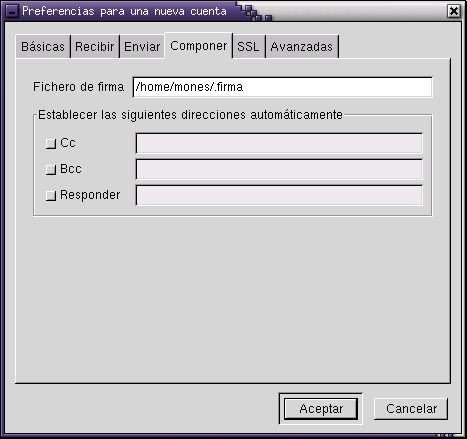 Preferencias para una nueva cuenta
Básicas Recibir Enviar Componer SSL Avanzadas
Fichero de firma /home/mones/.firma
Establecer las siguientes direcciones automáticamente
Cc
Bcc
Responder
Aceptar Cancelar